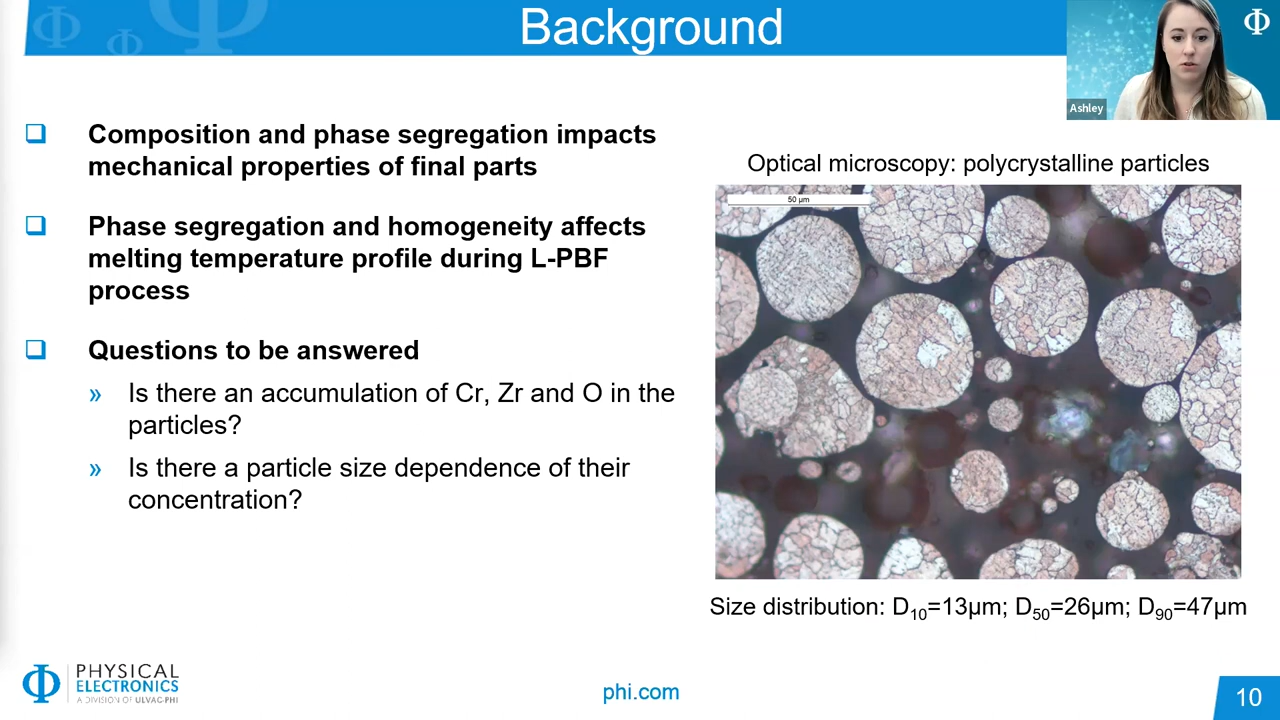 Background
Ashley
❑ Composition and phase segregation impacts
mechanical properties of final parts
❑ Phase segregation and homogeneity affects
melting temperature profile during L-PBF
process
❑ Questions to be answered
» Is there an accumulation of Cr, Zr and O in the
particles?
» Is there a particle size dependence of their
concentration?
Optical microscopy: polycrystalline particles
50 µm
Size distribution: D₁₀=13µm; D₅₀=26µm; D₉₀=47µm
Φ PHYSICAL
ELECTRONICS
A DIVISION OF ULVAC-PHI
phi.com
10